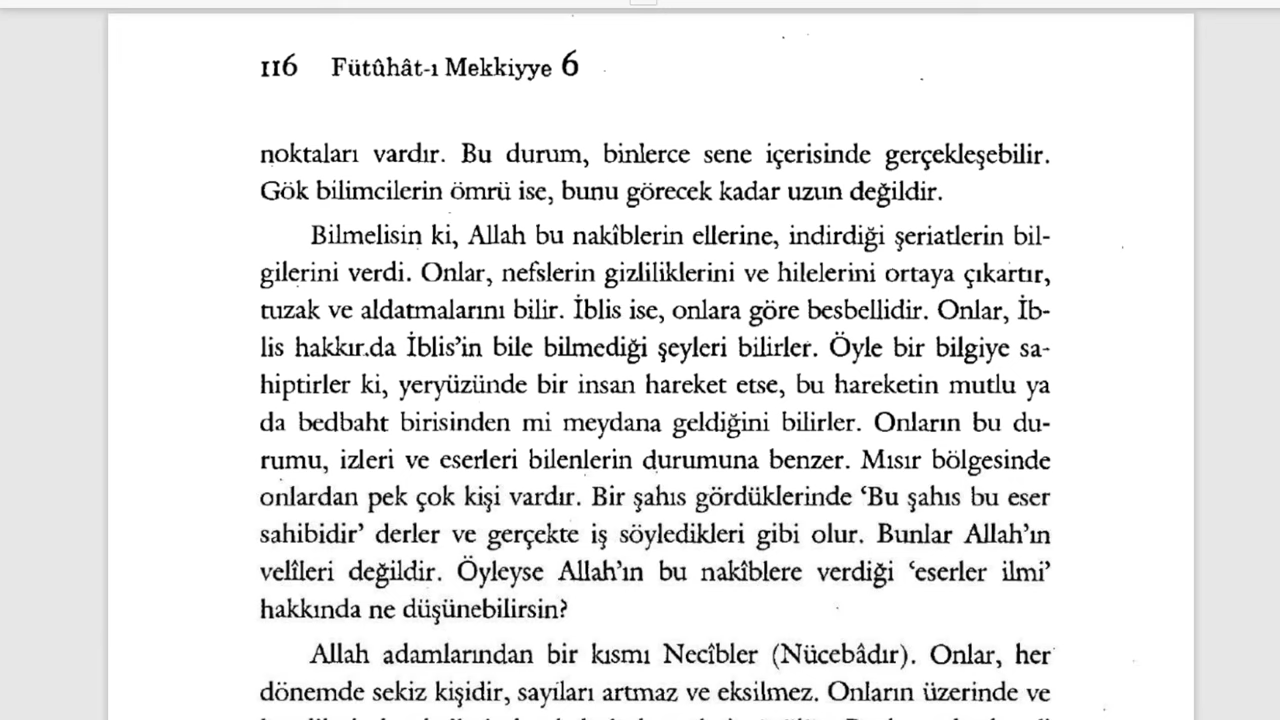 116 Fütûhât-ı Mekkiyye 6
noktaları vardır. Bu durum, binlerce sene içerisinde gerçekleşebilir.
Gök bilimcilerin ömrü ise, bunu görecek kadar uzun değildir.
Bilmelisin ki, Allah bu nakîblerin ellerine, indirdiği şeriatlerin bil-
gilerini verdi. Onlar, nefslerin gizliliklerini ve hilelerini ortaya çıkartır,
tuzak ve aldatmalarını bilir. İblis ise, onlara göre besbellidir. Onlar, İb-
lis hakkır.da İblis’in bile bilmediği şeyleri bilirler. Öyle bir bilgiye sa-
hiptirler ki, yeryüzünde bir insan hareket etse, bu hareketin mutlu ya
da bedbaht birisinden mi meydana geldiğini bilirler. Onların bu du-
rumu, izleri ve eserleri bilenlerin durumuna benzer. Mısır bölgesinde
onlardan pek çok kişi vardır. Bir şahıs gördüklerinde ‘Bu şahıs bu eser
sahibidir’ derler ve gerçekte iş söyledikleri gibi olur. Bunlar Allah’ın
velîleri değildir. Öyleyse Allah’ın bu nakîblere verdiği ‘eserler ilmi’
hakkında ne düşünebilirsin?
Allah adamlarından bir kısmı Necîbler (Nücebâdır). Onlar, her
dönemde sekiz kişidir, sayıları artmaz ve eksilmez. Onların üzerinde ve